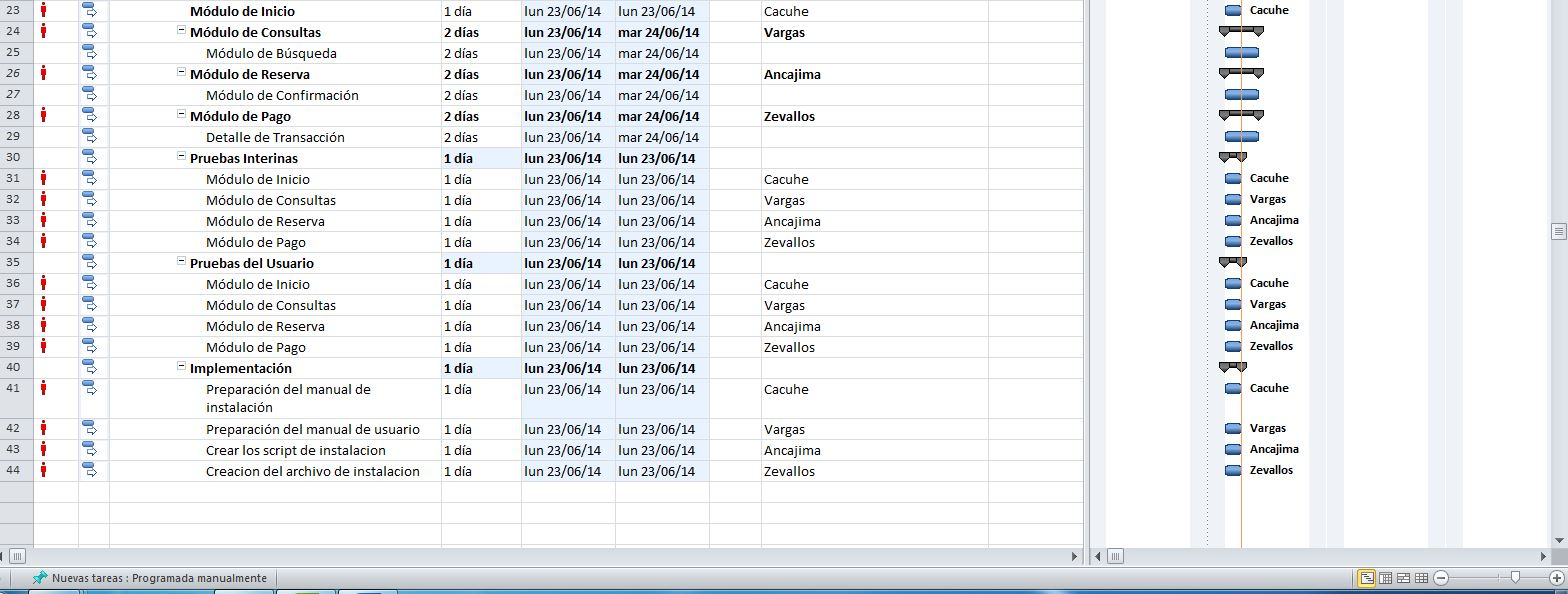 23 Módulo de Inicio 1 día lun 23/06/14 lun 23/06/14 Cacuhe Cacuhe
24 Módulo de Consultas 2 días lun 23/06/14 mar 24/06/14 Vargas
25 Módulo de Búsqueda 2 días lun 23/06/14 mar 24/06/14
26 Módulo de Reserva 2 días lun 23/06/14 mar 24/06/14 Ancajima
27 Módulo de Confirmación 2 días lun 23/06/14 mar 24/06/14
28 Módulo de Pago 2 días lun 23/06/14 mar 24/06/14 Zevallos
29 Detalle de Transacción 2 días lun 23/06/14 mar 24/06/14
30 Pruebas Interinas 1 día lun 23/06/14 lun 23/06/14
31 Módulo de Inicio 1 día lun 23/06/14 lun 23/06/14 Cacuhe Cacuhe
32 Módulo de Consultas 1 día lun 23/06/14 lun 23/06/14 Vargas Vargas
33 Módulo de Reserva 1 día lun 23/06/14 lun 23/06/14 Ancajima Ancajima
34 Módulo de Pago 1 día lun 23/06/14 lun 23/06/14 Zevallos Zevallos
35 Pruebas del Usuario 1 día lun 23/06/14 lun 23/06/14
36 Módulo de Inicio 1 día lun 23/06/14 lun 23/06/14 Cacuhe Cacuhe
37 Módulo de Consultas 1 día lun 23/06/14 lun 23/06/14 Vargas Vargas
38 Módulo de Reserva 1 día lun 23/06/14 lun 23/06/14 Ancajima Ancajima
39 Módulo de Pago 1 día lun 23/06/14 lun 23/06/14 Zevallos Zevallos
40 Implementación 1 día lun 23/06/14 lun 23/06/14
41 Preparación del manual de 1 día lun 23/06/14 lun 23/06/14 Cacuhe Cacuhe
instalación
42 Preparación del manual de usuario 1 día lun 23/06/14 lun 23/06/14 Vargas Vargas
43 Crear los script de instalacion 1 día lun 23/06/14 lun 23/06/14 Ancajima Ancajima
44 Creacion del archivo de instalacion 1 día lun 23/06/14 lun 23/06/14 Zevallos Zevallos
Nuevas tareas : Programada manualmente